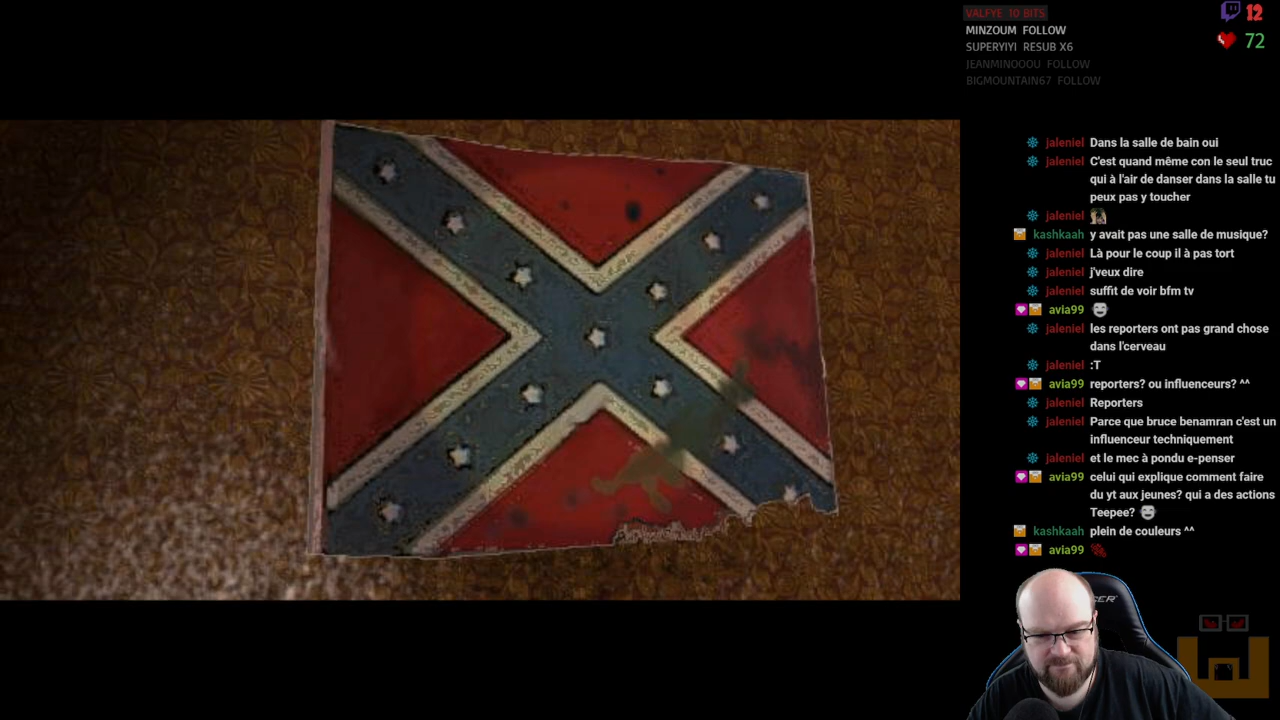 VALFYE 10 BITS
MINZOUM FOLLOW
SUPERYIYI RESUB X6
JEANMINOOOU FOLLOW
BIGMOUNTAIN67 FOLLOW
12
72
jaleniel Dans la salle de bain oui
jaleniel C'est quand même con le seul truc
qui à l'air de danser dans la salle tu
peux pas y toucher
jaleniel
kashkaah y avait pas une salle de musique?
jaleniel Là pour le coup il à pas tort
jaleniel j'veux dire
jaleniel suffit de voir bfm tv
avia99
jaleniel les reporters ont pas grand chose
dans l'cerveau
jaleniel :T
avia99 reporters? ou influenceurs? ^^
jaleniel Reporters
jaleniel Parce que bruce benamran c'est un
influenceur techniquement
jaleniel et le mec à pondu e-penser
avia99 celui qui explique comment faire
du yt aux jeunes? qui a des actions
Teepee?
kashkaah plein de couleurs ^^
avia99